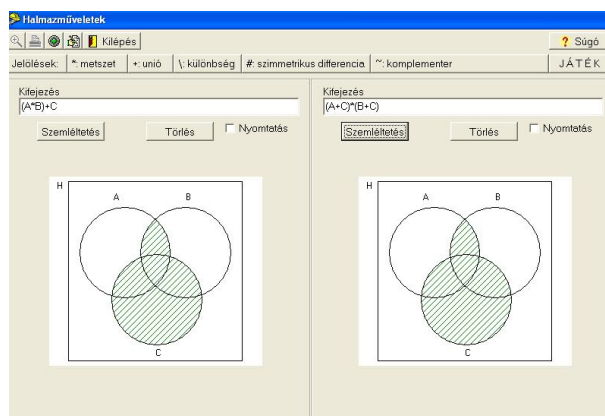 Halmazműveletek
Kilépés ? Súgó
Jelölések: *: metszet +: unió \: különbség #: szimmetrikus differencia ~: komplementer JÁTÉK
Kifejezés
(A*B)+C
Szemléltetés Törlés Nyomtatás
H
A B
C
Kifejezés
(A+C)*(B+C)
Szemléltetés Törlés Nyomtatás
H
A B
C